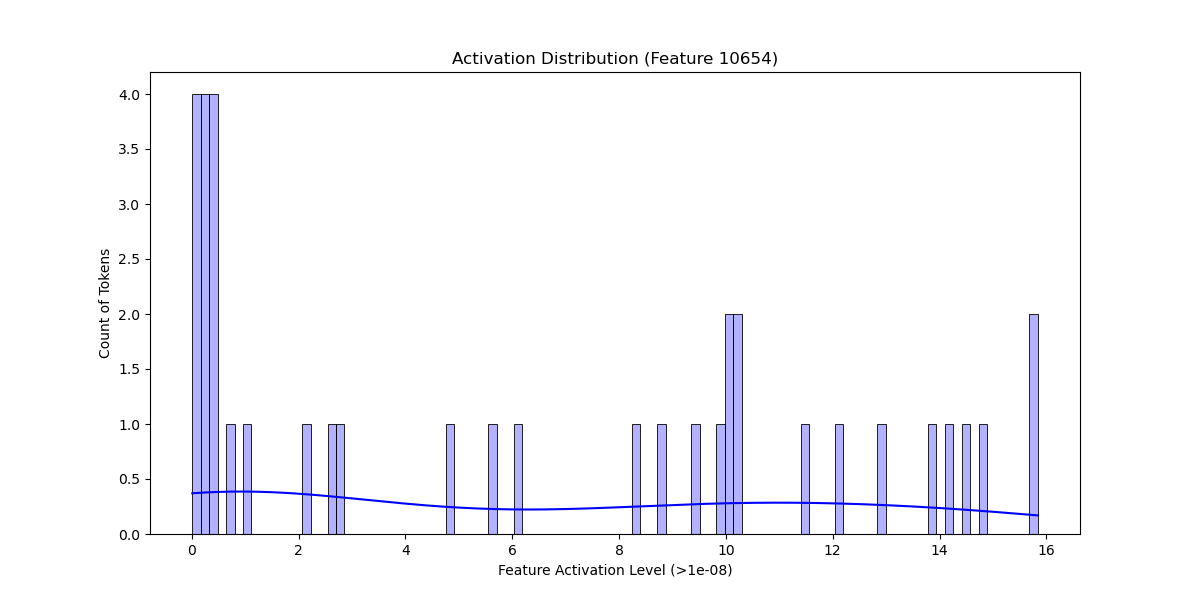 Activation Distribution (Feature 10654)
Count of Tokens
4.0
3.5
3.0
2.5
2.0
1.5
1.0
0.5
0.0
0 2 4 6 8 10 12 14 16
Feature Activation Level (>1e-08)